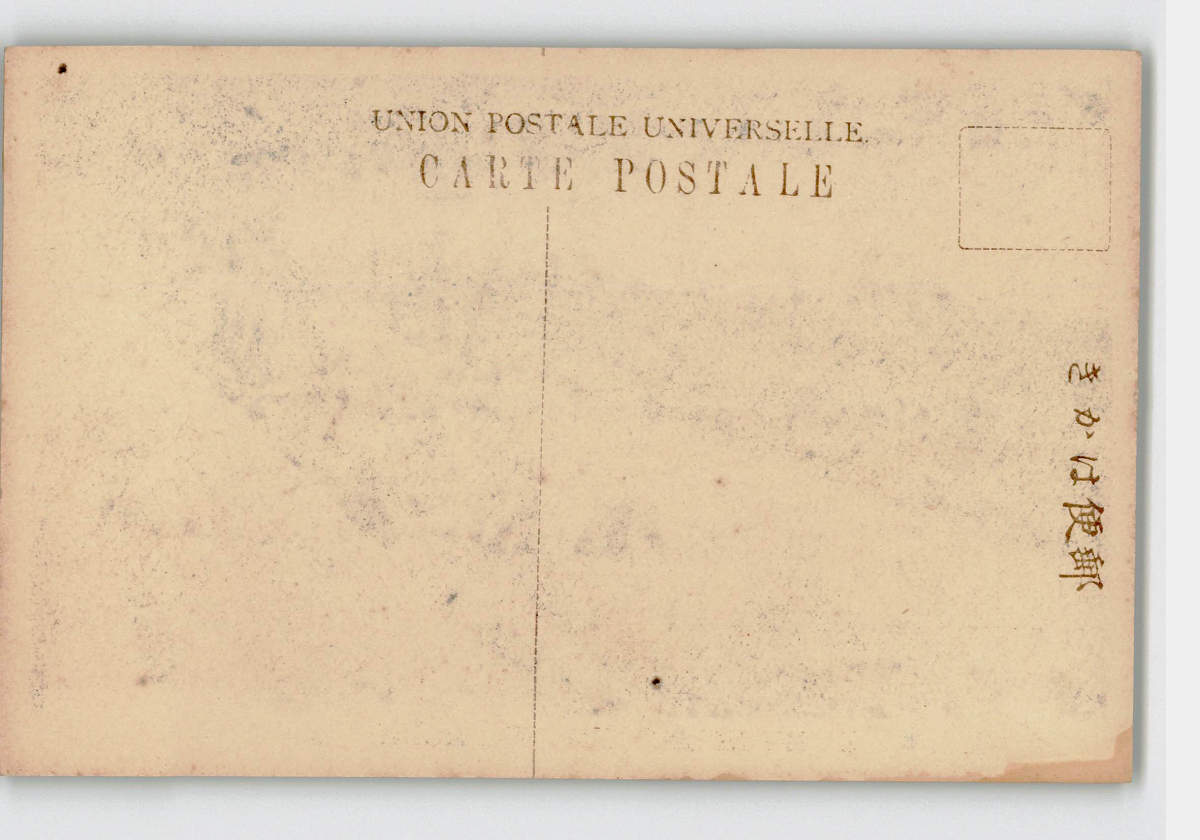 UNION POSTALE UNIVERSELLE.
CARTE POSTALE
きかは便郵